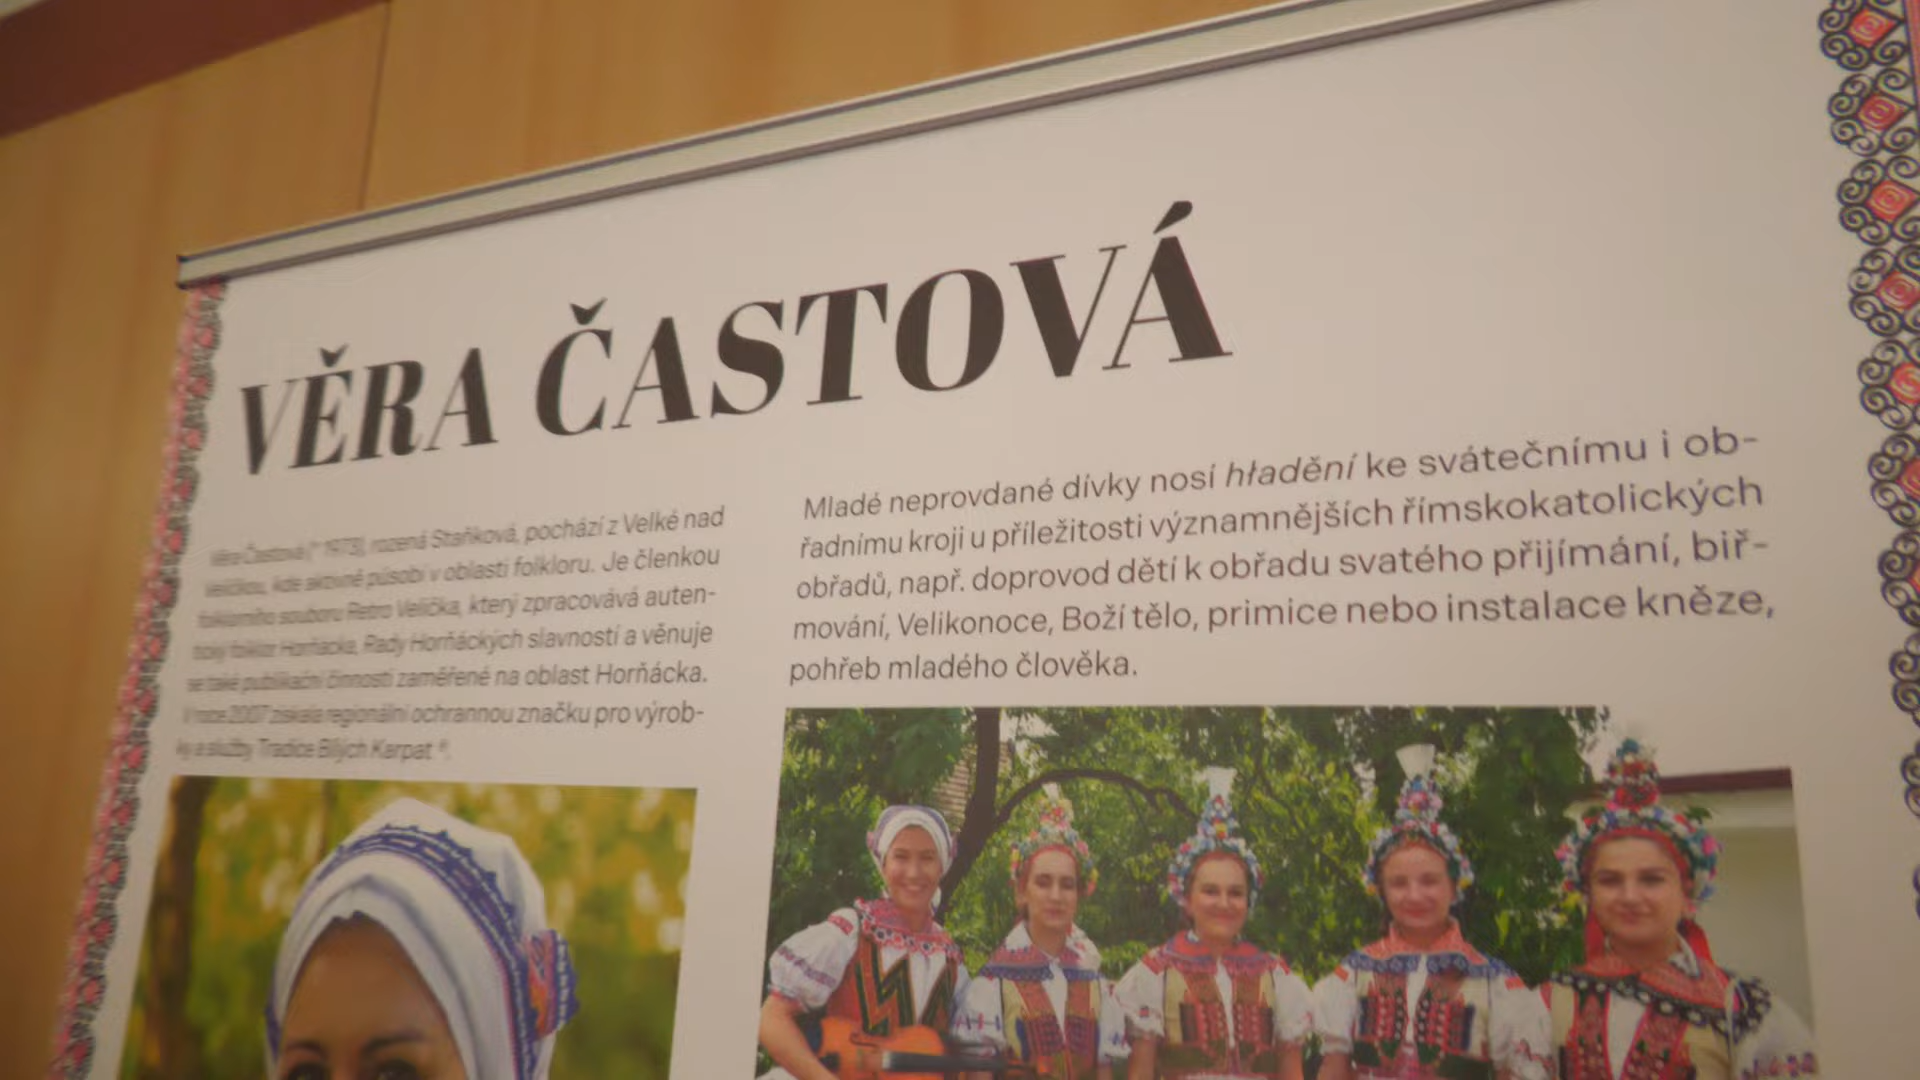 VĚRA ČASTOVÁ
Věra Častová (* 1973), rozená Staňková, pochází z Velké nad
Veličkou, kde aktivně působí v oblasti folkloru. Je členkou
folklorního souboru Retro Velička, který zpracovává auten-
tický folklor Horňácka, Rady Horňáckých slavností a věnuje
se také publikační činnosti zaměřené na oblast Horňácka.
V roce 2007 získala regionální ochrannou značku pro výrob-
ky a služby Tradice Bílých Karpat ®.
Mladé neprovdané dívky nosí hładění ke svátečnímu i ob-
řadnímu kroji u příležitosti významnějších římskokatolických
obřadů, např. doprovod dětí k obřadu svatého přijímání, biř-
mování, Velikonoce, Boží tělo, primice nebo instalace kněze,
pohřeb mladého člověka.